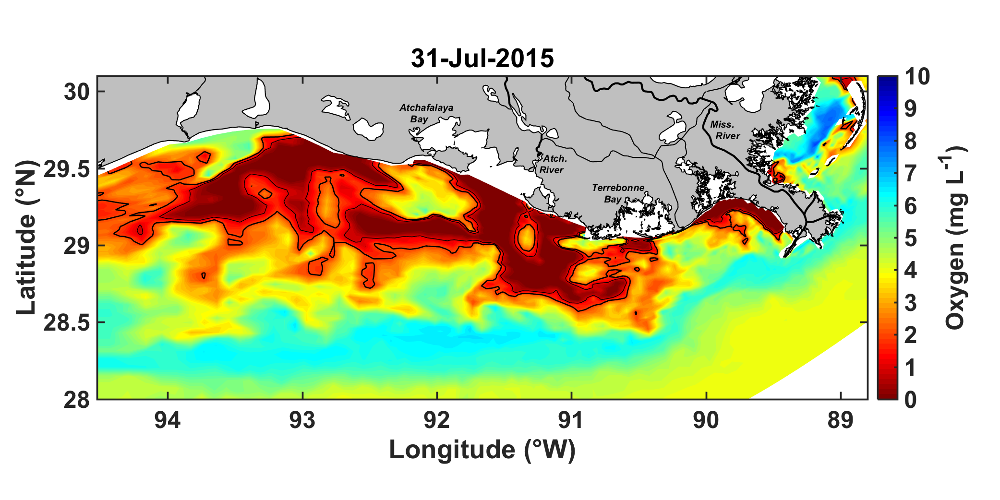 31-Jul-2015
30
29.5
29
28.5
28
Latitude (°N)
94
93
92
91
90
89
Longitude (°W)
Atchafalaya
Bay
Atch.
River
Terrebonne
Bay
Miss.
River
10
9
8
7
6
5
4
3
2
1
0
Oxygen (mg L-1)